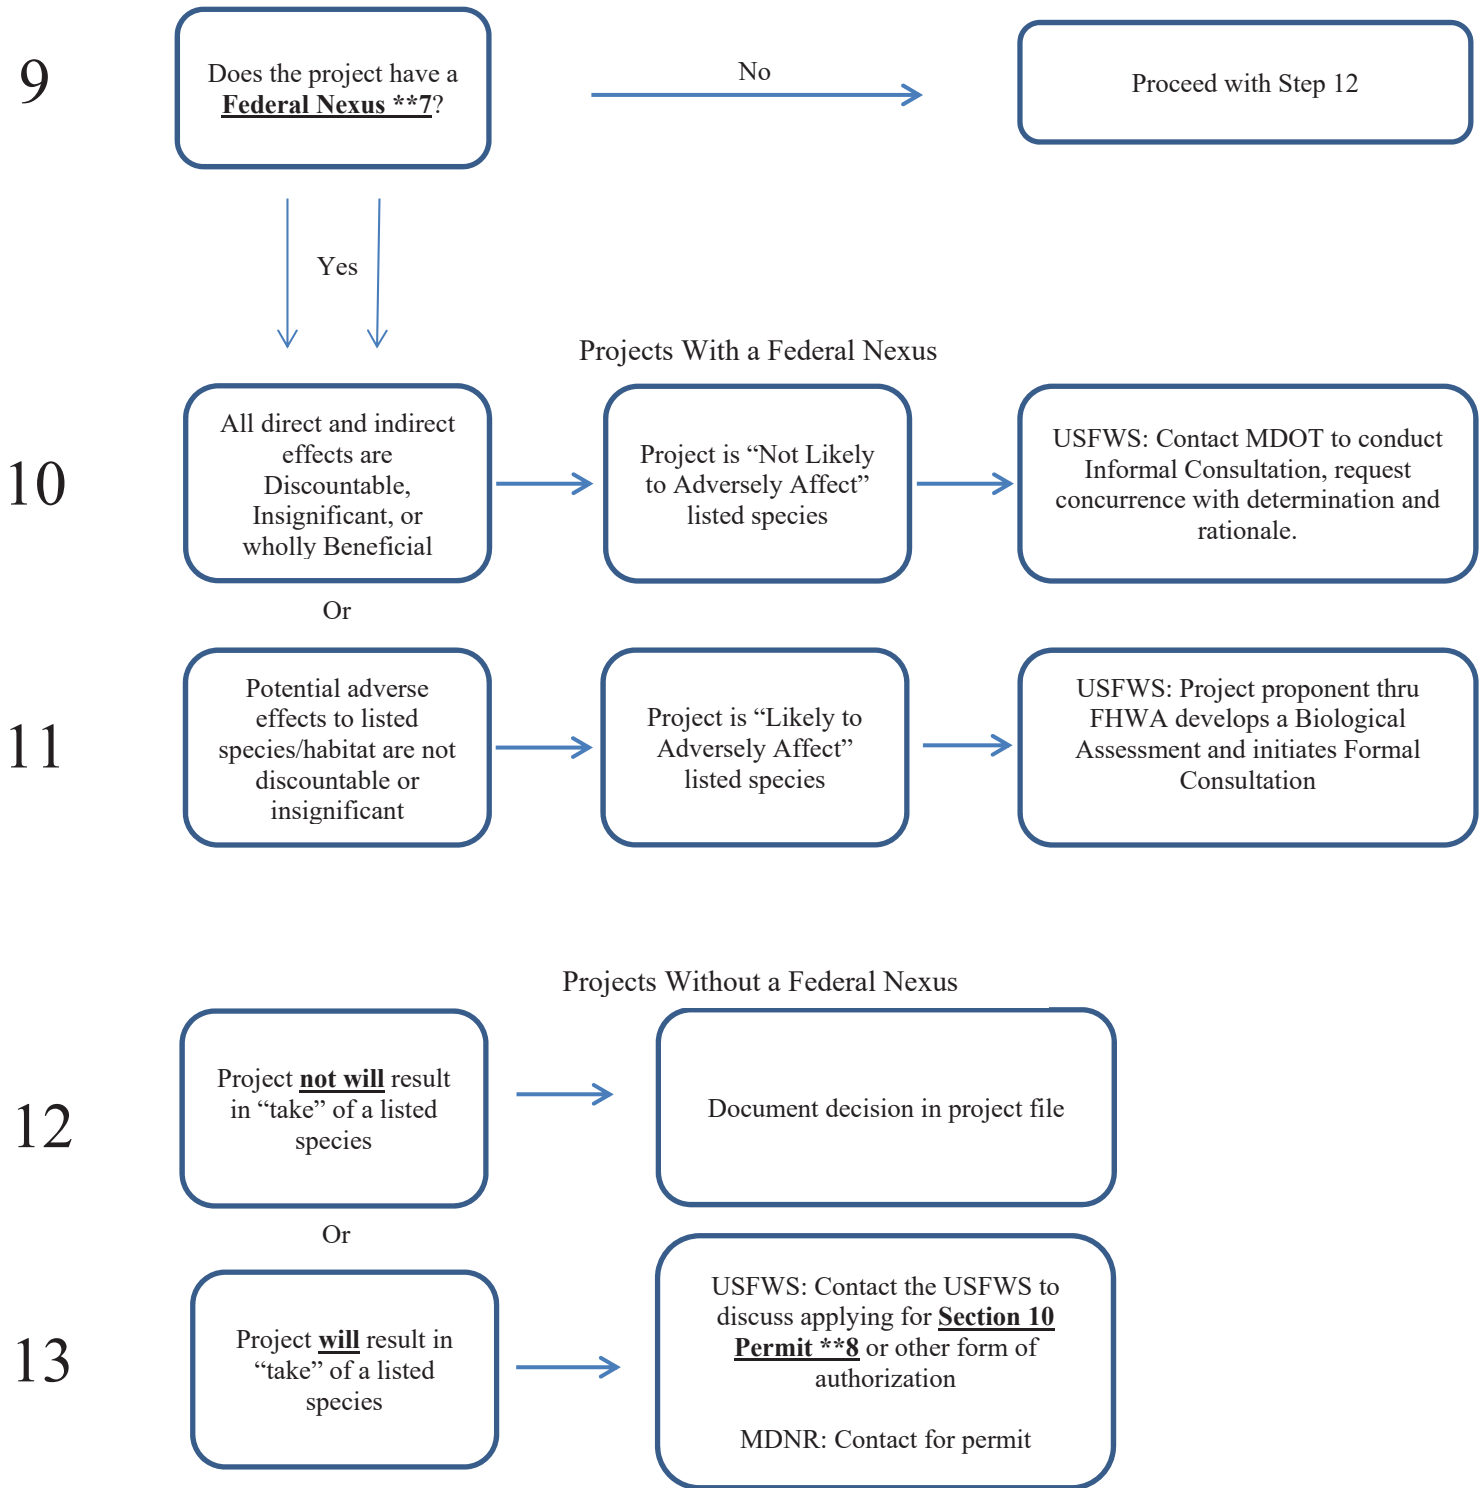 9
Does the project have a
Federal Nexus **7?
No
Proceed with Step 12
Yes
Projects With a Federal Nexus
10
All direct and indirect
effects are
Discountable,
Insignificant, or
wholly Beneficial
Project is “Not Likely
to Adversely Affect”
listed species
USFWS: Contact MDOT to conduct
Informal Consultation, request
concurrence with determination and
rationale.
Or
11
Potential adverse
effects to listed
species/habitat are not
discountable or
insignificant
Project is “Likely to
Adversely Affect”
listed species
USFWS: Project proponent thru
FHWA develops a Biological
Assessment and initiates Formal
Consultation
Projects Without a Federal Nexus
12
Project not will result
in “take” of a listed
species
Document decision in project file
Or
13
Project will result in
“take” of a listed
species
USFWS: Contact the USFWS to
discuss applying for Section 10
Permit **8 or other form of
authorization
MDNR: Contact for permit